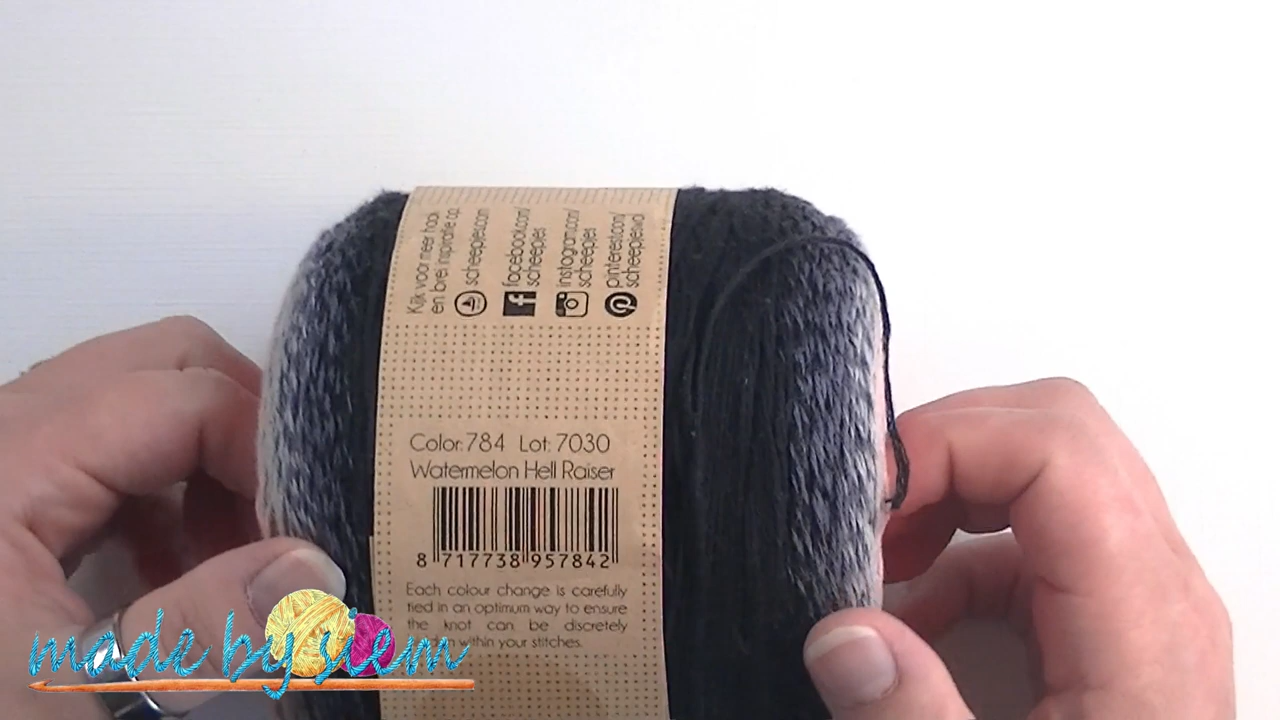 Kijk voor meer haak
en brei inspiratie op
scheepjes.com
facebook.com/
scheepjes
instagram.com/
scheepjes
pinterest.com/
scheepjeswol
Color: 784 Lot: 7030
Watermelon Hell Raiser
8 717738 957842
Each colour change is carefully
tied in an optimum way to ensure
the knot can be discretely
within your stitches.
made by siem